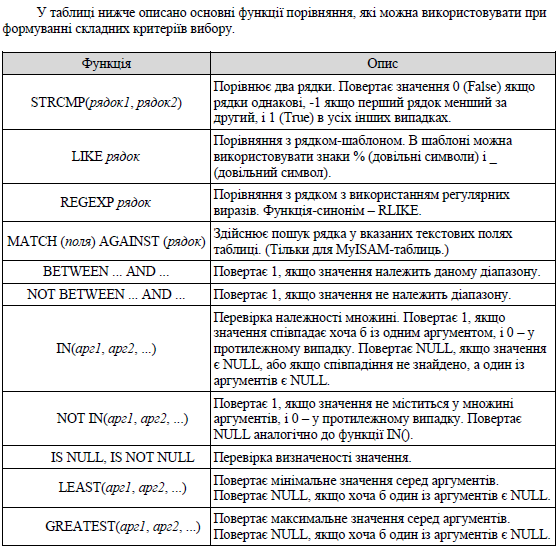 У таблиці нижче описано основні функції порівняння, які можна використовувати при
формуванні складних критеріїв вибору.
Функція Опис
STRCMP(рядок1, рядок2)
Порівнює два рядки. Повертає значення 0 (False) якщо
рядки однакові, -1 якщо перший рядок менший за
другий, і 1 (True) в усіх інших випадках.
LIKE рядок
Порівняння з рядком-шаблоном. В шаблоні можна
використовувати знаки % (довільні символи) і _
(довільний символ).
REGEXP рядок
Порівняння з рядком з використанням регулярних
виразів. Функція-синонім – RLIKE.
MATCH (поля) AGAINST (рядок)
Здійснює пошук рядка у вказаних текстових полях
таблиці. (Тільки для MyISAM-таблиць.)
BETWEEN ... AND ... Повертає 1, якщо значення належить даному діапазону.
NOT BETWEEN ... AND ... Повертає 1, якщо значення не належить діапазону.
IN(арг1, арг2, ...)
Перевірка належності множині. Повертає 1, якщо
значення співпадає хоча б із одним аргументом, і 0 – у
протилежному випадку. Повертає NULL, якщо значення
є NULL, або якщо співпадіння не знайдено, а один із
аргументів є NULL.
NOT IN(арг1, арг2, ...)
Повертає 1, якщо значення не міститься у множині
аргументів, і 0 – у протилежному випадку. Повертає
NULL аналогічно до функції IN().
IS NULL, IS NOT NULL Перевірка визначеності значення.
LEAST(арг1, арг2, ...)
Повертає мінімальне значення серед аргументів.
Повертає NULL, якщо хоча б один із аргументів є NULL.
GREATEST(арг1, арг2, ...)
Повертає максимальне значення серед аргументів.
Повертає NULL, якщо хоча б один із аргументів є NULL.